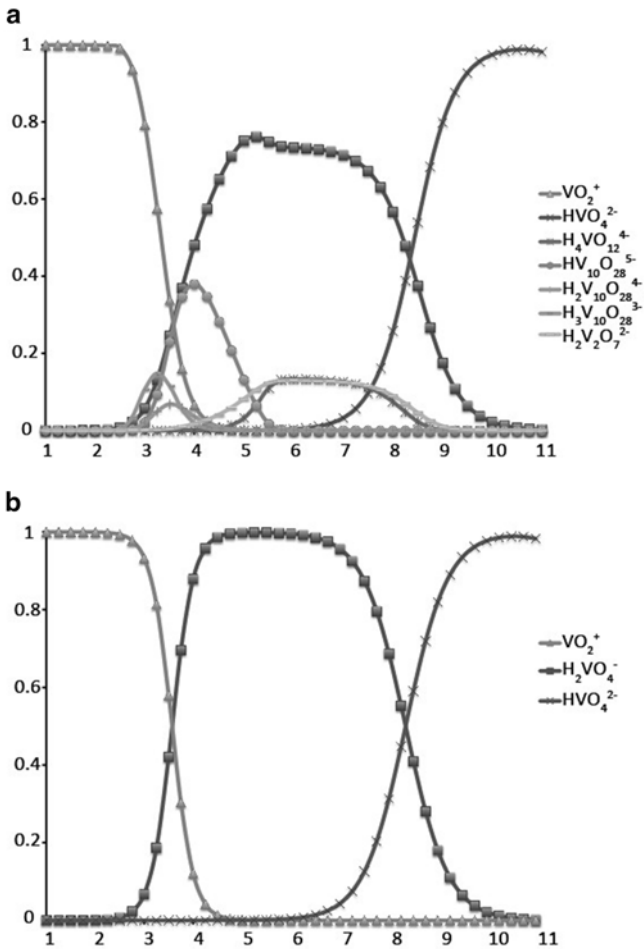 a
1
0.8
0.6
0.4
0.2
0
1 2 3 4 5 6 7 8 9 10 11
VO₂⁺
HVO₄²⁻
H₄VO₁₂⁴⁻
HV₁₀O₂₈⁵⁻
H₂V₁₀O₂₈⁴⁻
H₃V₁₀O₂₈³⁻
H₂V₂O₇²⁻
b
1
0.8
0.6
0.4
0.2
0
1 2 3 4 5 6 7 8 9 10 11
VO₂⁺
H₂VO₄⁻
HVO₄²⁻